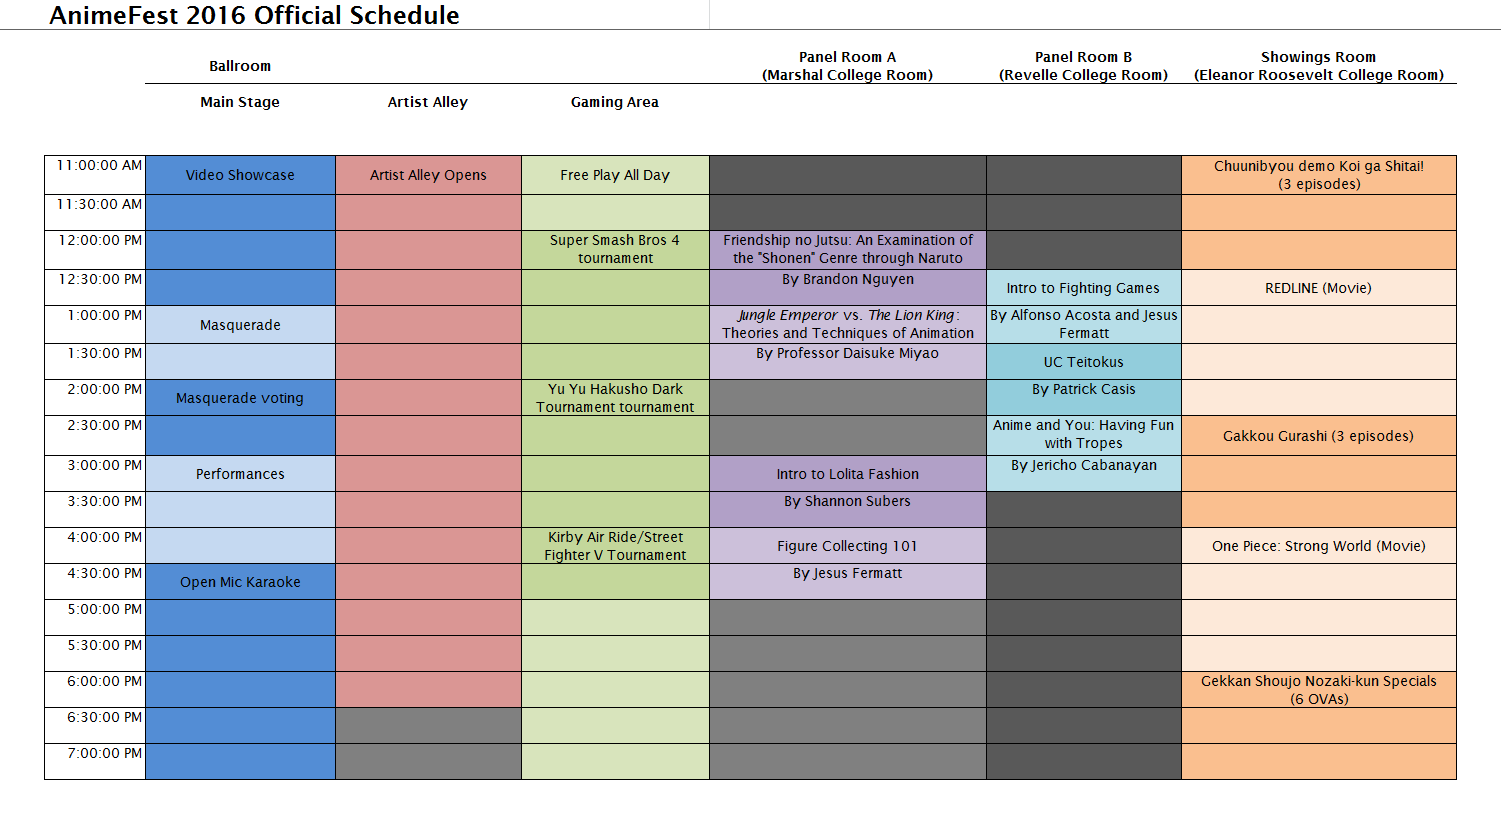 AnimeFest 2016 Official Schedule
Ballroom
Panel Room A
(Marshal College Room)
Panel Room B
(Revelle College Room)
Showings Room
(Eleanor Roosevelt College Room)
Main Stage
Artist Alley
Gaming Area
11:00:00 AM
Video Showcase
Artist Alley Opens
Free Play All Day
Chuunibyou demo Koi ga Shitai!
(3 episodes)
11:30:00 AM
12:00:00 PM
Super Smash Bros 4
tournament
Friendship no Jutsu: An Examination of
the "Shonen" Genre through Naruto
12:30:00 PM
By Brandon Nguyen
Intro to Fighting Games
REDLINE (Movie)
1:00:00 PM
Masquerade
Jungle Emperor vs. The Lion King:
Theories and Techniques of Animation
By Alfonso Acosta and Jesus
Fermatt
1:30:00 PM
By Professor Daisuke Miyao
UC Teitokus
2:00:00 PM
Masquerade voting
Yu Yu Hakusho Dark
Tournament tournament
By Patrick Casis
2:30:00 PM
Anime and You: Having Fun
with Tropes
Gakkou Gurashi (3 episodes)
3:00:00 PM
Performances
Intro to Lolita Fashion
By Jericho Cabanayan
3:30:00 PM
By Shannon Subers
4:00:00 PM
Kirby Air Ride/Street
Fighter V Tournament
Figure Collecting 101
One Piece: Strong World (Movie)
4:30:00 PM
Open Mic Karaoke
By Jesus Fermatt
5:00:00 PM
5:30:00 PM
6:00:00 PM
Gekkan Shoujo Nozaki-kun Specials
(6 OVAs)
6:30:00 PM
7:00:00 PM